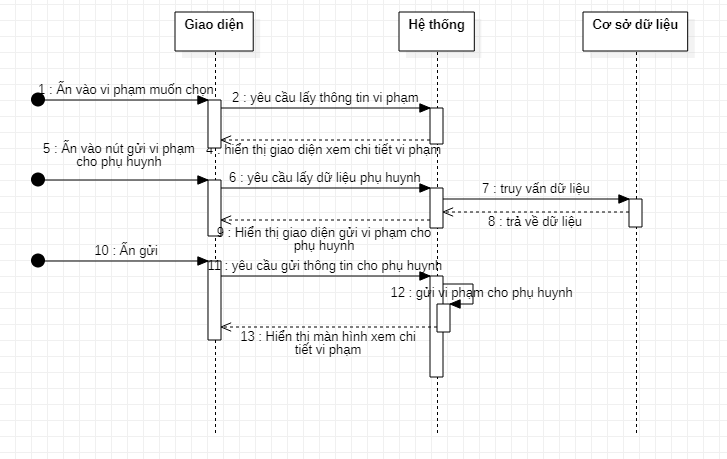 Giao diện
Hệ thống
Cơ sở dữ liệu
1 : Ấn vào vi phạm muốn chọn
2 : yêu cầu lấy thông tin vi phạm
4 : hiển thị giao diện xem chi tiết vi phạm
5 : Ấn vào nút gửi vi phạm
cho phụ huynh
6 : yêu cầu lấy dữ liệu phụ huynh
7 : truy vấn dữ liệu
8 : trả về dữ liệu
9 : Hiển thị giao diện gửi vi phạm cho
phụ huynh
10 : Ấn gửi
11 : yêu cầu gửi thông tin cho phụ huynh
12 : gửi vi phạm cho phụ huynh
13 : Hiển thị màn hình xem chi
tiết vi phạm